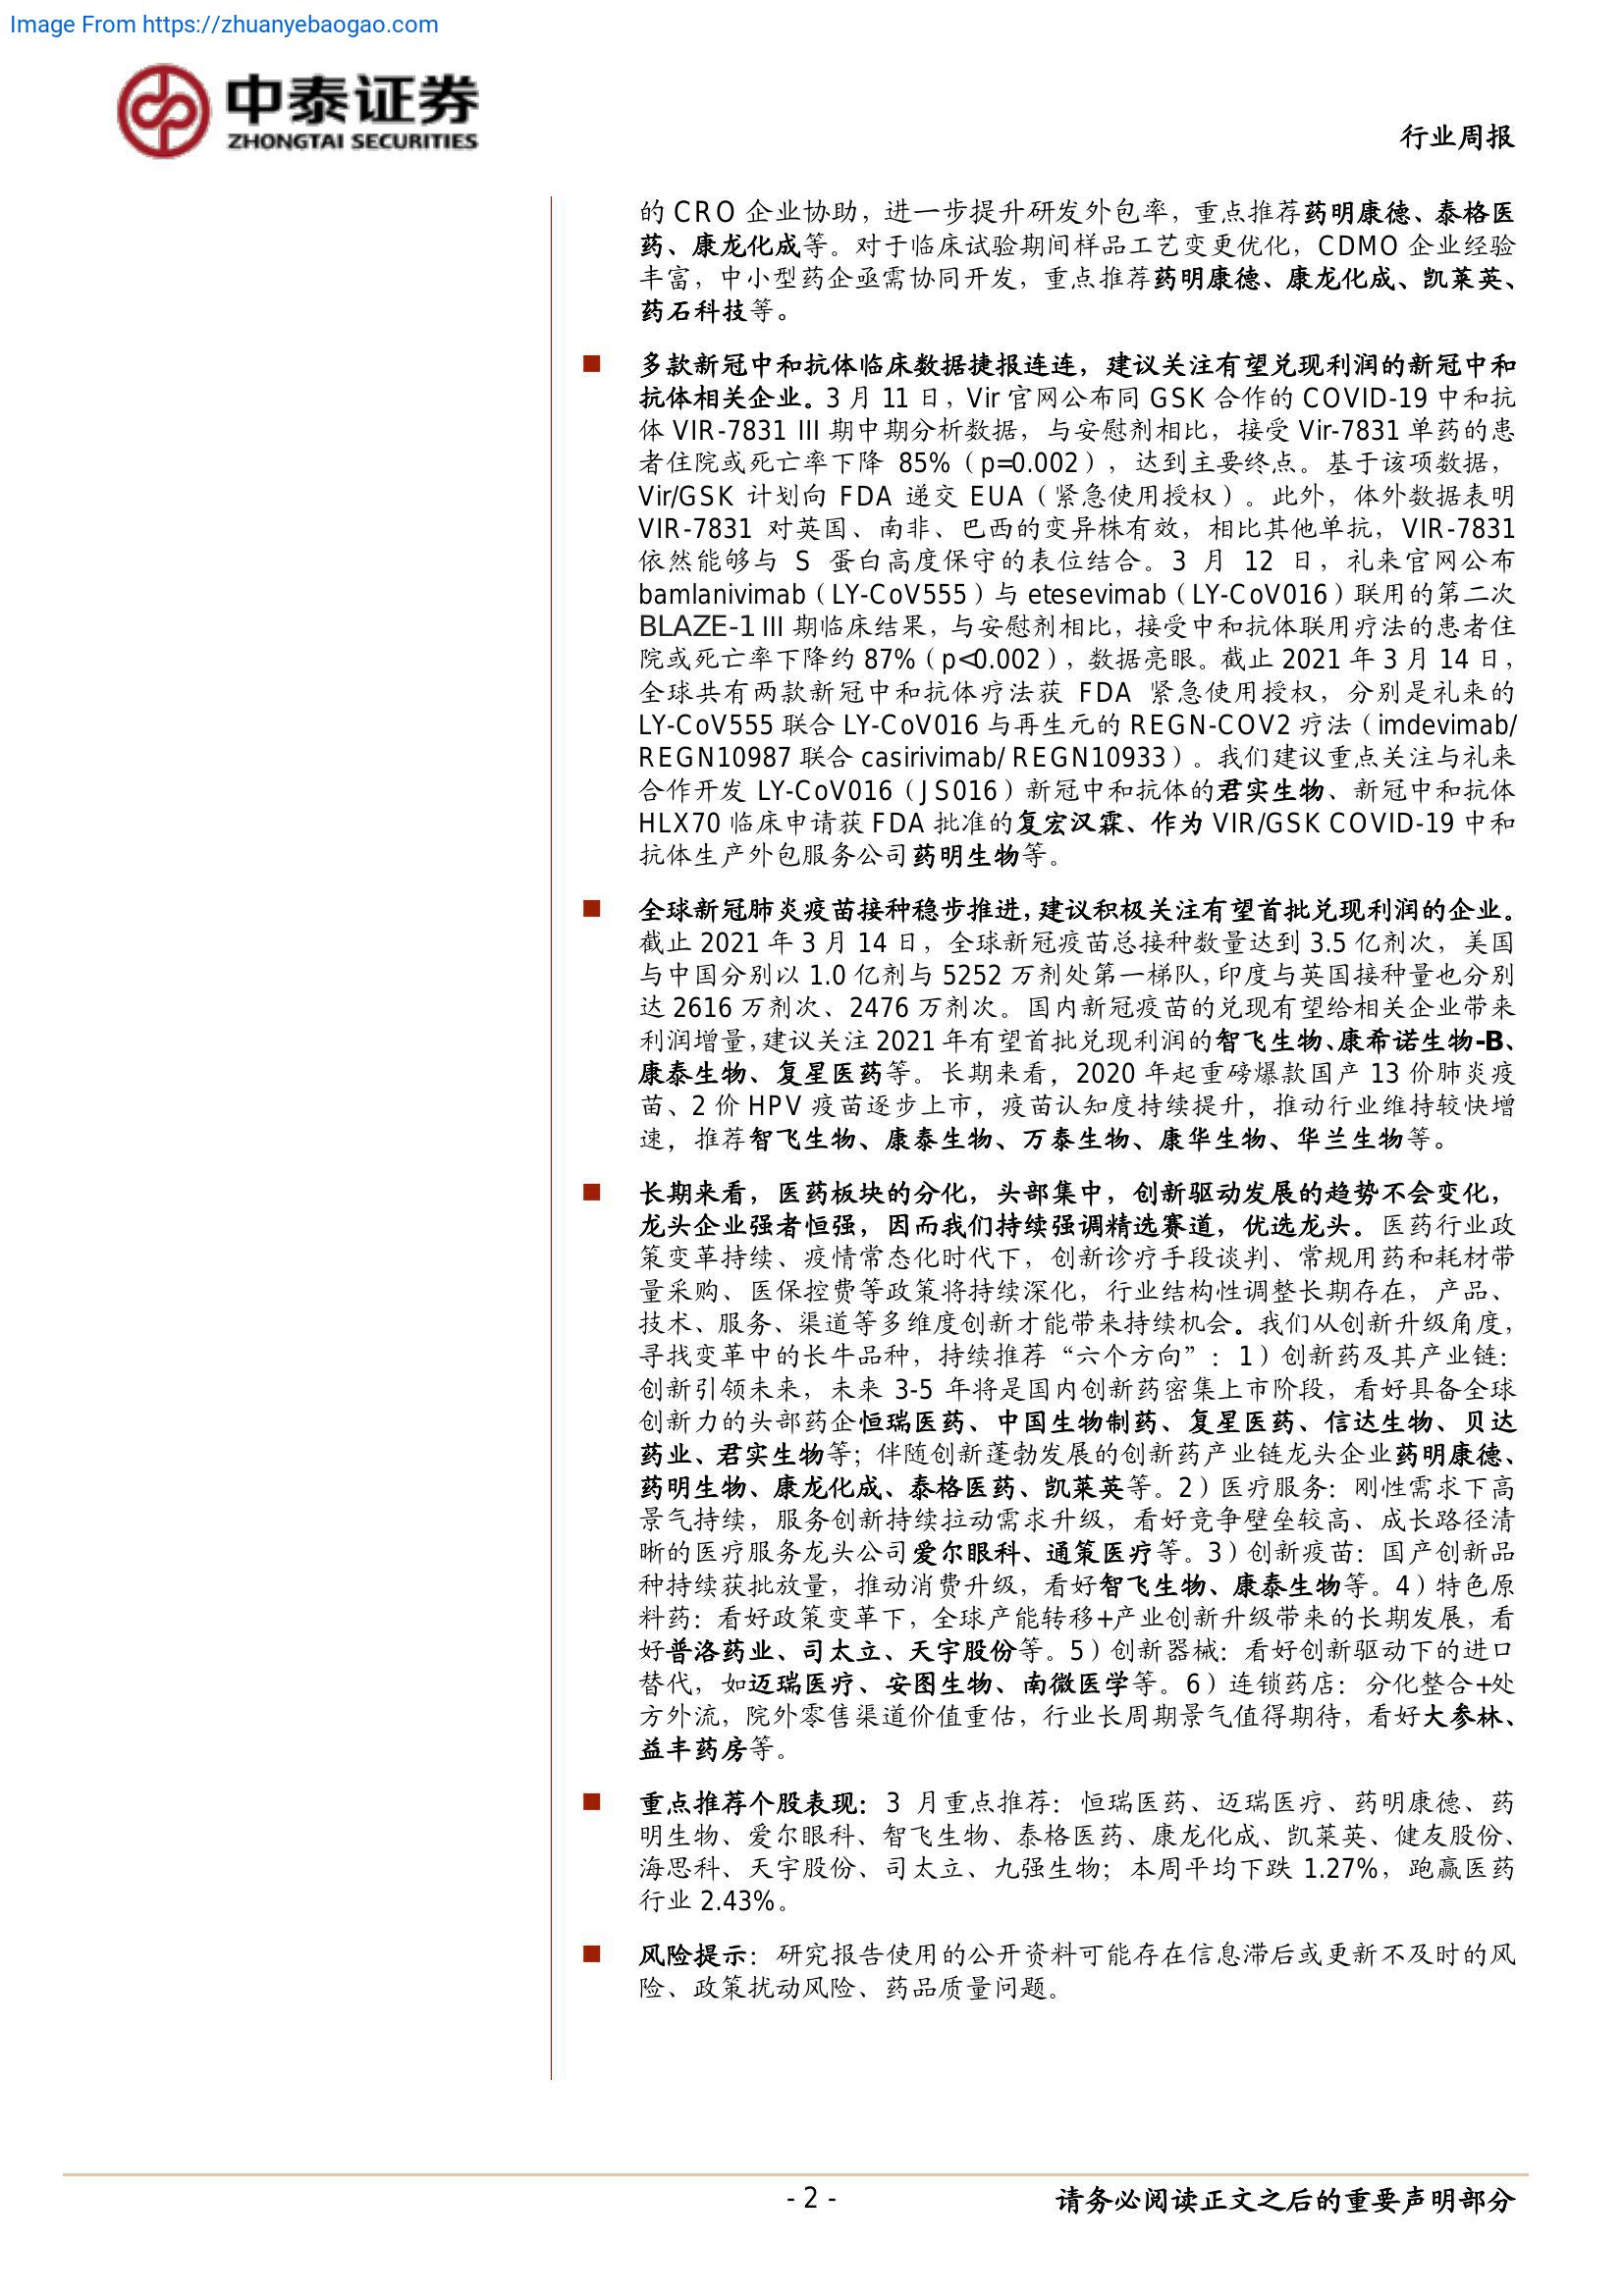 Image From https://zhuanyebaogao.com
中泰证券
ZHONGTAI SECURITIES
行业周报
的 CRO 企业协助，进一步提升研发外包率，重点推荐药明康德、泰格医
药、康龙化成等。对于临床试验期间样品工艺变更优化，CDMO 企业经验
丰富，中小型药企亟需协同开发，重点推荐药明康德、康龙化成、凯莱英、
药石科技等。
■ 多款新冠中和抗体临床数据捷报连连，建议关注有望兑现利润的新冠中和
抗体相关企业。3 月 11 日，Vir 官网公布同 GSK 合作的 COVID-19 中和抗
体 VIR-7831 III 期中期分析数据，与安慰剂相比，接受 Vir-7831 单药的患
者住院或死亡率下降 85%（p=0.002），达到主要终点。基于该项数据，
Vir/GSK 计划向 FDA 递交 EUA（紧急使用授权）。此外，体外数据表明
VIR-7831 对英国、南非、巴西的变异株有效，相比其他单抗，VIR-7831
依然能够与 S 蛋白高度保守的表位结合。3 月 12 日，礼来官网公布
bamlanivimab（LY-CoV555）与 etesevimab（LY-CoV016）联用的第二次
BLAZE-1 III 期临床结果，与安慰剂相比，接受中和抗体联用疗法的患者住
院或死亡率下降约 87%（p<0.002），数据亮眼。截止 2021 年 3 月 14 日，
全球共有两款新冠中和抗体疗法获 FDA 紧急使用授权，分别是礼来的
LY-CoV555 联合 LY-CoV016 与再生元的 REGN-COV2 疗法（imdevimab/
REGN10987 联合 casirivimab/ REGN10933）。我们建议重点关注与礼来
合作开发 LY-CoV016（JS016）新冠中和抗体的君实生物、新冠中和抗体
HLX70 临床申请获 FDA 批准的复宏汉霖、作为 VIR/GSK COVID-19 中和
抗体生产外包服务公司药明生物等。
■ 全球新冠肺炎疫苗接种稳步推进，建议积极关注有望首批兑现利润的企业。
截止 2021 年 3 月 14 日，全球新冠疫苗总接种数量达到 3.5 亿剂次，美国
与中国分别以 1.0 亿剂与 5252 万剂处第一梯队，印度与英国接种量也分别
达 2616 万剂次、2476 万剂次。国内新冠疫苗的兑现有望给相关企业带来
利润增量，建议关注 2021 年有望首批兑现利润的智飞生物、康希诺生物-B、
康泰生物、复星医药等。长期来看，2020 年起重磅爆款国产 13 价肺炎疫
苗、2 价 HPV 疫苗逐步上市，疫苗认知度持续提升，推动行业维持较快增
速，推荐智飞生物、康泰生物、万泰生物、康华生物、华兰生物等。
■ 长期来看，医药板块的分化，头部集中，创新驱动发展的趋势不会变化，
龙头企业强者恒强，因而我们持续强调精选赛道，优选龙头。医药行业政
策变革持续、疫情常态化时代下，创新诊疗手段谈判、常规用药和耗材带
量采购、医保控费等政策将持续深化，行业结构性调整长期存在，产品、
技术、服务、渠道等多维度创新才能带来持续机会。我们从创新升级角度，
寻找变革中的长牛品种，持续推荐“六个方向”：1）创新药及其产业链：
创新引领未来，未来 3-5 年将是国内创新药密集上市阶段，看好具备全球
创新力的头部药企恒瑞医药、中国生物制药、复星医药、信达生物、贝达
药业、君实生物等；伴随创新蓬勃发展的创新药产业链龙头企业药明康德、
药明生物、康龙化成、泰格医药、凯莱英等。2）医疗服务：刚性需求下高
景气持续，服务创新持续拉动需求升级，看好竞争壁垒较高、成长路径清
晰的医疗服务龙头公司爱尔眼科、通策医疗等。3）创新疫苗：国产创新品
种持续获批放量，推动消费升级，看好智飞生物、康泰生物等。4）特色原
料药：看好政策变革下，全球产能转移+产业创新升级带来的长期发展，看
好普洛药业、司太立、天宇股份等。5）创新器械：看好创新驱动下的进口
替代，如迈瑞医疗、安图生物、南微医学等。6）连锁药店：分化整合+处
方外流，院外零售渠道价值重估，行业长周期景气值得期待，看好大参林、
益丰药房等。
■ 重点推荐个股表现：3 月重点推荐：恒瑞医药、迈瑞医疗、药明康德、药
明生物、爱尔眼科、智飞生物、泰格医药、康龙化成、凯莱英、健友股份、
海思科、天宇股份、司太立、九强生物；本周平均下跌 1.27%，跑赢医药
行业 2.43%。
■ 风险提示：研究报告使用的公开资料可能存在信息滞后或更新不及时的风
险、政策扰动风险、药品质量问题。
- 2 -
请务必阅读正文之后的重要声明部分